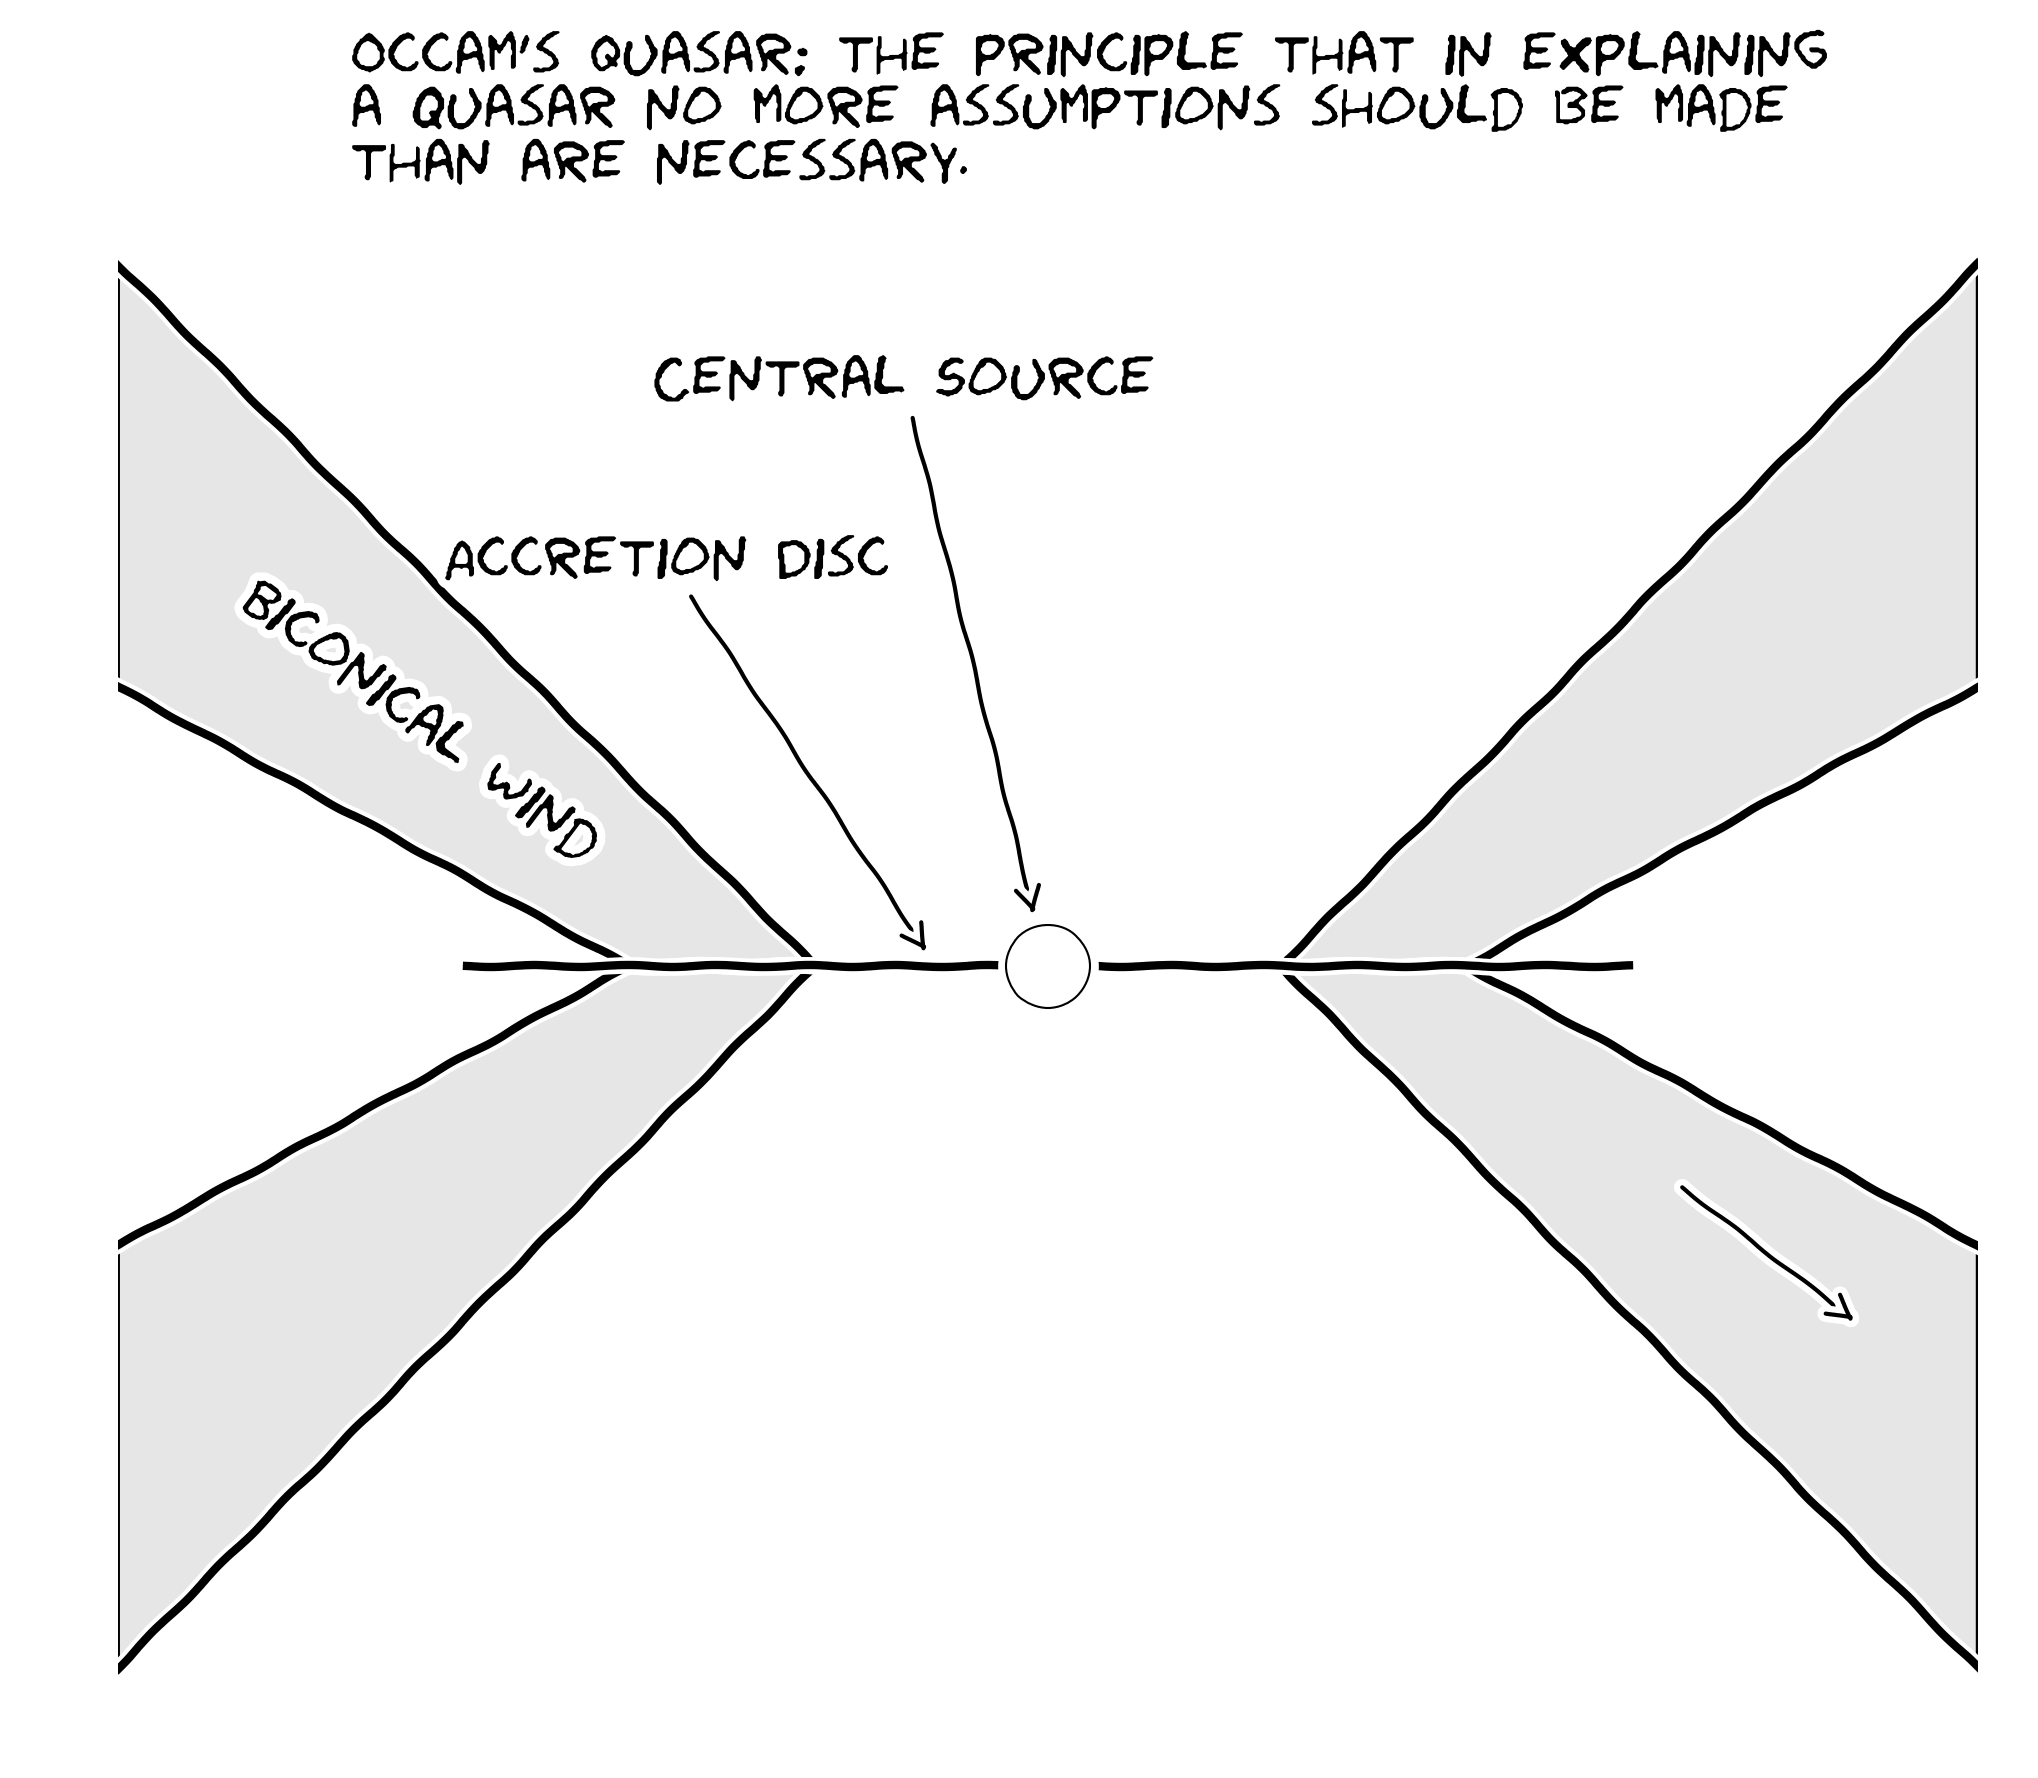 OCCAM'S QUASAR: THE PRINCIPLE THAT IN EXPLAINING
A QUASAR NO MORE ASSUMPTIONS SHOULD BE MADE
THAN ARE NECESSARY.
CENTRAL SOURCE
ACCRETION DISC
BICONICAL WIND